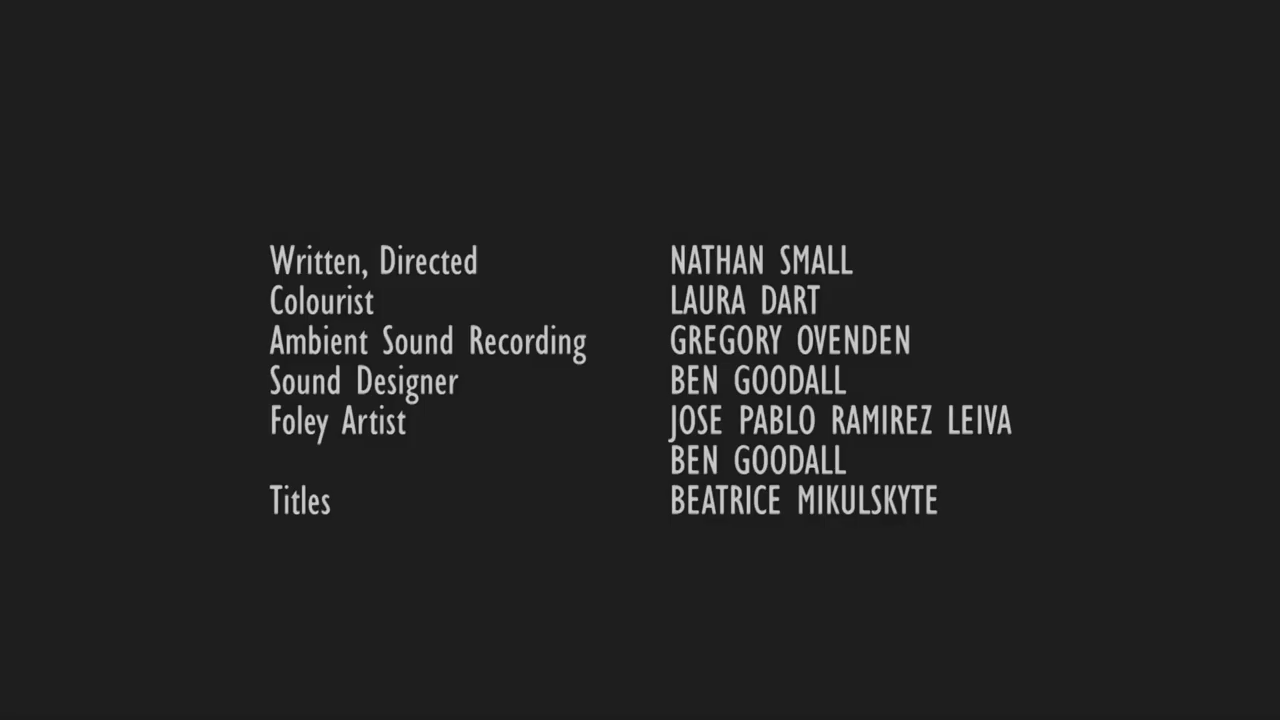 Written, Directed NATHAN SMALL
Colourist LAURA DART
Ambient Sound Recording GREGORY OVENDEN
Sound Designer BEN GOODALL
Foley Artist JOSE PABLO RAMIREZ LEIVA
BEN GOODALL
Titles BEATRICE MIKULSKYTE